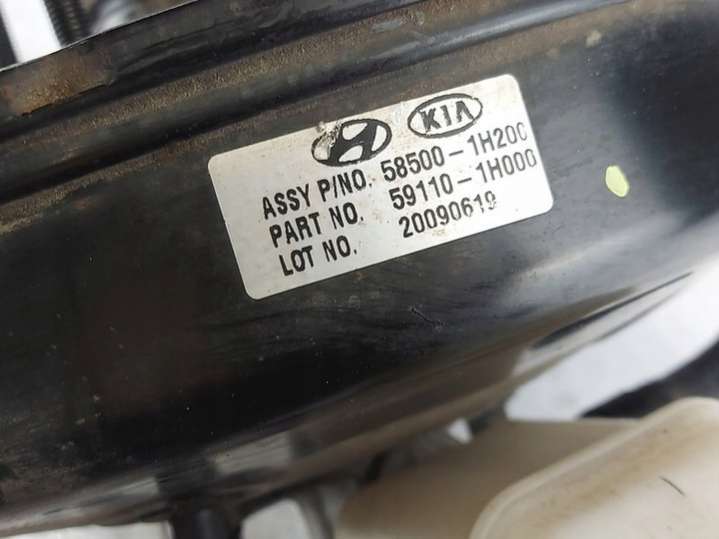 KIA
ASSY P/NO. 58500-1H200
PART NO. 59110-1H000
LOT NO. 20090619